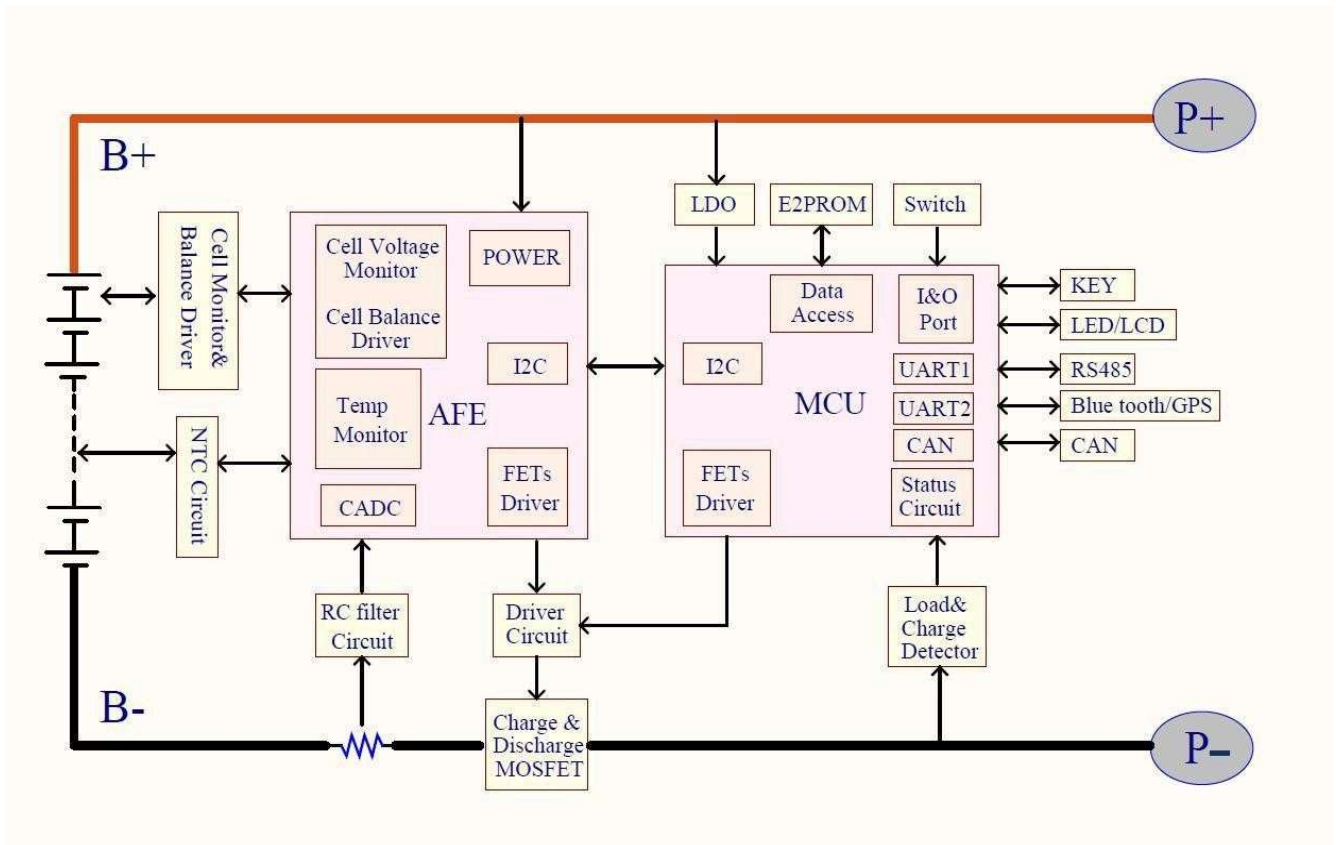 P+
B+
LDO
E2PROM
Switch
Cell Monitor&
Balance Driver
Cell Voltage
Monitor
Cell Balance
Driver
POWER
I2C
Temp
Monitor
AFE
FETs
Driver
CADC
NTC Circuit
Data
Access
I&O
Port
I2C
MCU
UART1
UART2
CAN
FETs
Driver
Status
Circuit
KEY
LED/LCD
RS485
Blue tooth/GPS
CAN
RC filter
Circuit
Driver
Circuit
Load&
Charge
Detector
B-
Charge &
Discharge
MOSFET
P-